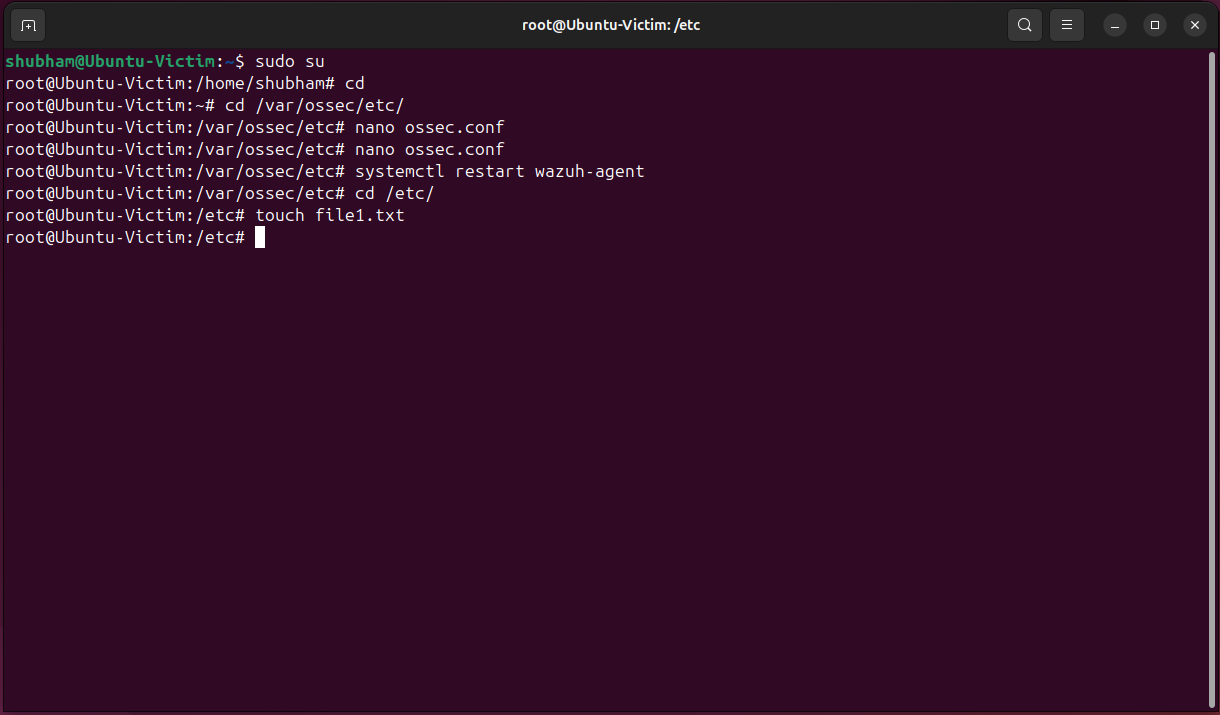 root@Ubuntu-Victim: /etc
shubham@Ubuntu-Victim:~$ sudo su
root@Ubuntu-Victim:/home/shubham# cd
root@Ubuntu-Victim:~# cd /var/ossec/etc/
root@Ubuntu-Victim:/var/ossec/etc# nano ossec.conf
root@Ubuntu-Victim:/var/ossec/etc# nano ossec.conf
root@Ubuntu-Victim:/var/ossec/etc# systemctl restart wazuh-agent
root@Ubuntu-Victim:/var/ossec/etc# cd /etc/
root@Ubuntu-Victim:/etc# touch file1.txt
root@Ubuntu-Victim:/etc#